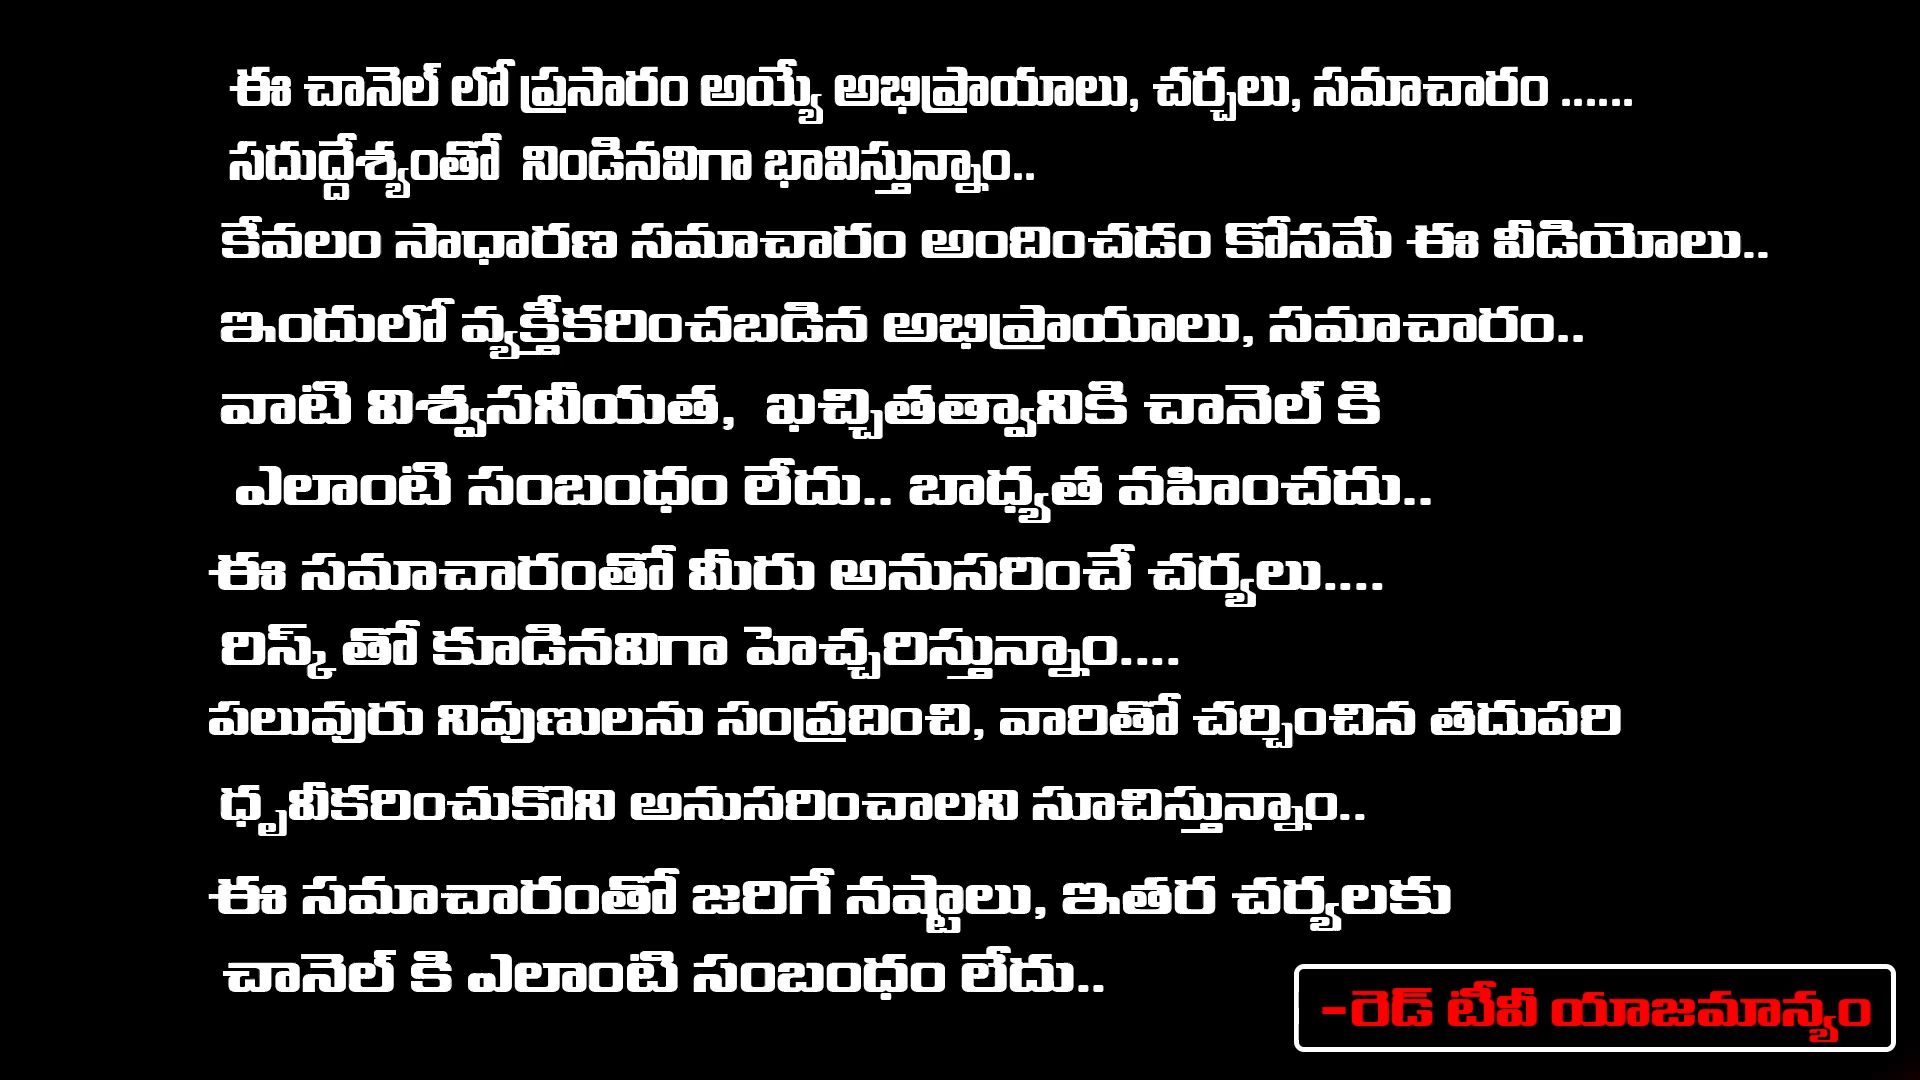 ఈ చానెల్ లో ప్రసారం అయ్యే అభిప్రాయాలు, చర్చలు, సమాచారం ......
సదుద్దేశ్యంతో నిండినవిగా భావిస్తున్నాం..
కేవలం సాధారణ సమాచారం అందించడం కోసమే ఈ వీడియోలు..
ఇందులో వ్యక్తీకరించబడిన అభిప్రాయాలు, సమాచారం..
వాటి విశ్వసనీయత, ఖచ్చితత్వానికి చానెల్ కి
ఎలాంటి సంబంధం లేదు.. బాధ్యత వహించదు..
ఈ సమాచారంతో మీరు అనుసరించే చర్యలు....
రిస్క్ తో కూడినవిగా హెచ్చరిస్తున్నాం....
పలువురు నిపుణులను సంప్రదించి, వారితో చర్చించిన తదుపరి
ధృవీకరించుకొని అనుసరించాలని సూచిస్తున్నాం..
ఈ సమాచారంతో జరిగే నష్టాలు, ఇతర చర్యలకు
చానెల్ కి ఎలాంటి సంబంధం లేదు..
-రెడ్ టీవీ యాజమాన్యం